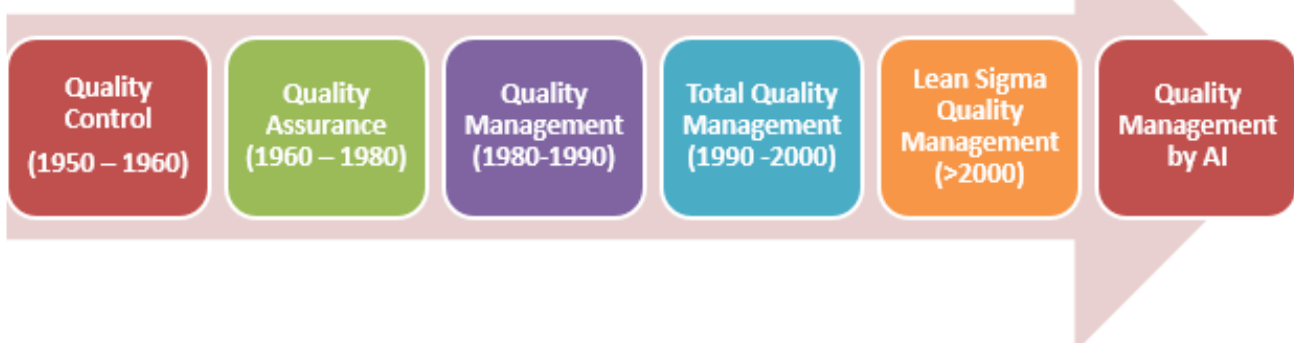 Quality
Control
(1950 – 1960)
Quality
Assurance
(1960 – 1980)
Quality
Management
(1980-1990)
Total Quality
Management
(1990 -2000)
Lean Sigma
Quality
Management
(>2000)
Quality
Management
by AI